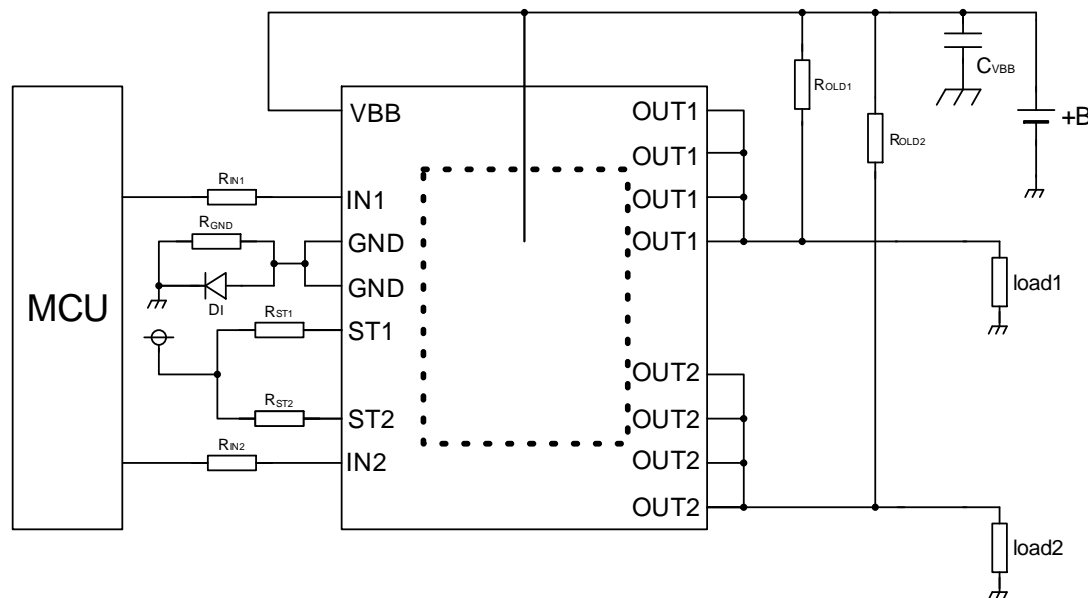 MCU
RIN1
RGND
DI
RST1
RST2
RIN2
VBB
IN1
GND
GND
ST1
ST2
IN2
OUT1
OUT1
OUT1
OUT1
OUT2
OUT2
OUT2
OUT2
ROLD1
ROLD2
CVBB
+B
load1
load2